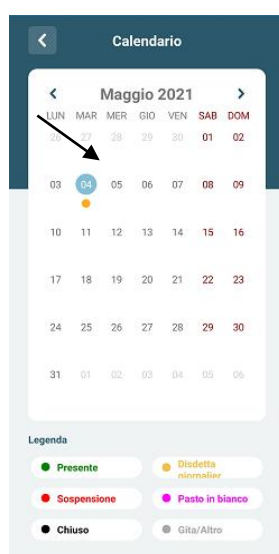 Calendario
Maggio 2021
LUN MAR MER GIO VEN SAB DOM
26 27 28 29 30 01 02
03 04 05 06 07 08 09
10 11 12 13 14 15 16
17 18 19 20 21 22 23
24 25 26 27 28 29 30
31 01 02 03 04 05 06
Legenda
Presente
Disdetta
giornalier
Sospensione
Pasto in bianco
Chiuso
Gita/Altro